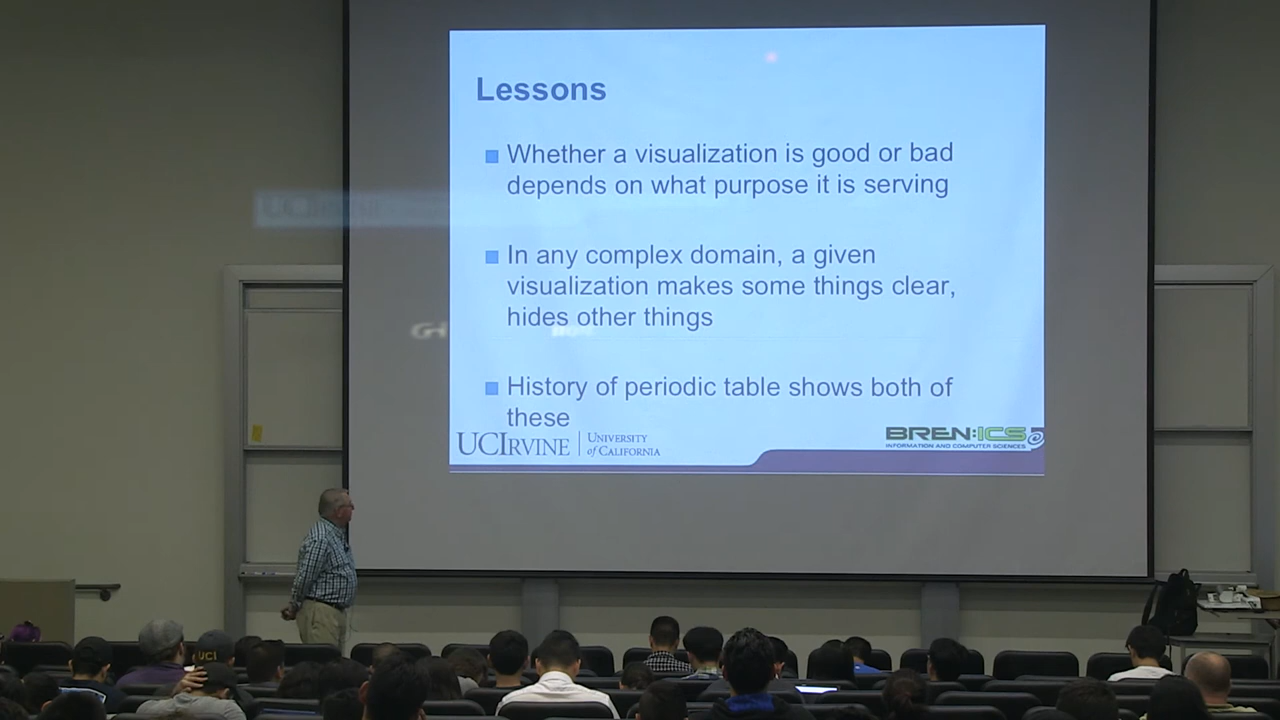 Lessons
Whether a visualization is good or bad
depends on what purpose it is serving
In any complex domain, a given
visualization makes some things clear,
hides other things
History of periodic table shows both of
these
UCIRVINE UNIVERSITY
of CALIFORNIA
BREN:ICS
INFORMATION AND COMPUTER SCIENCES
UCI